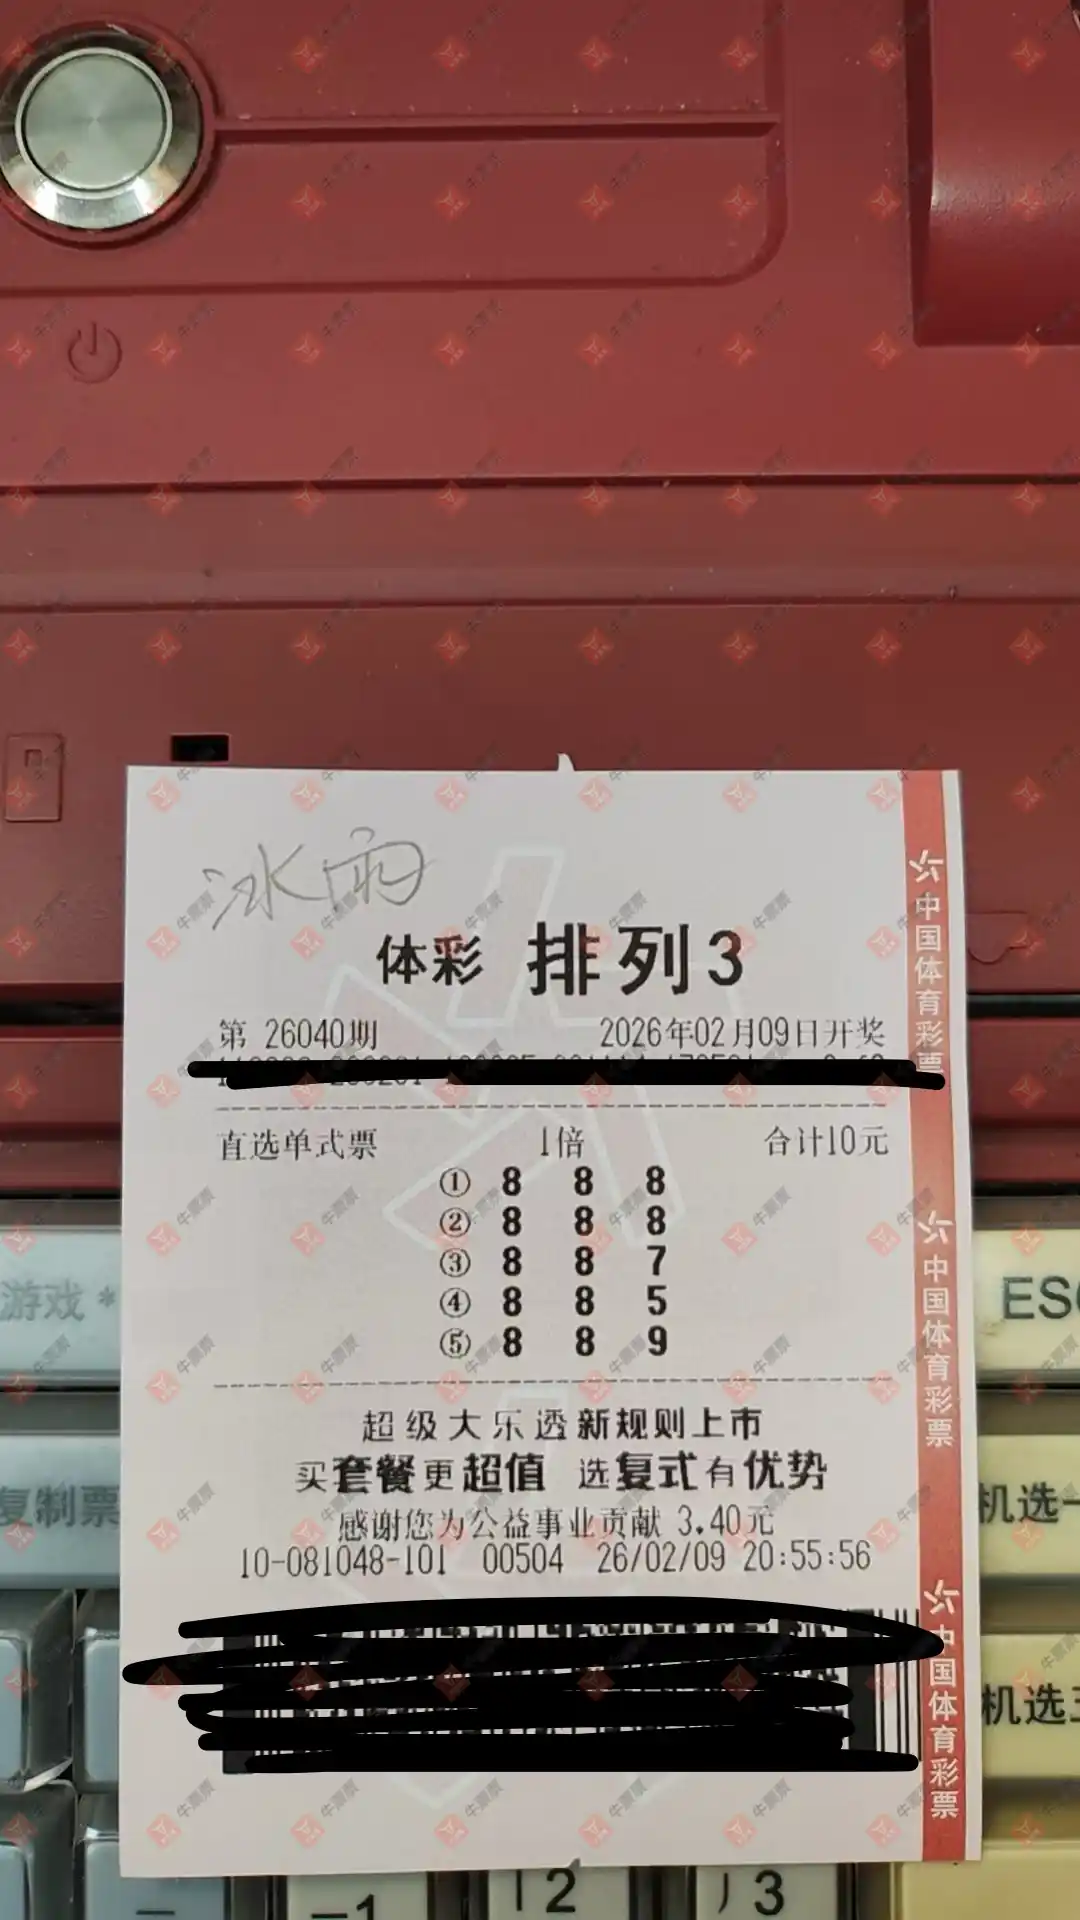 冰雨
体彩 排列3
第 26040期 2026年02月09日开奖
直选单式票 1倍 合计10元
① 8 8 8
② 8 8 8
③ 8 8 7
④ 8 8 5
⑤ 8 8 9
超级大乐透新规则上市
买套餐更超值 选复式有优势
感谢您为公益事业贡献 3.40元
10-081048-101 00504 26/02/09 20:55:56
中国体育彩票
中国体育彩票
中国体育彩票
游戏 *
ESC
复制票
机选一
机选
1
2
3
牛票票